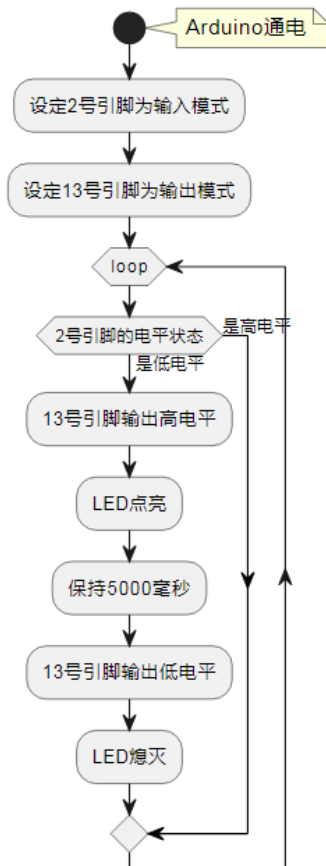 Arduino通电
设定2号引脚为输入模式
设定13号引脚为输出模式
loop
2号引脚的电平状态
是高电平
是低电平
13号引脚输出高电平
LED点亮
保持5000毫秒
13号引脚输出低电平
LED熄灭